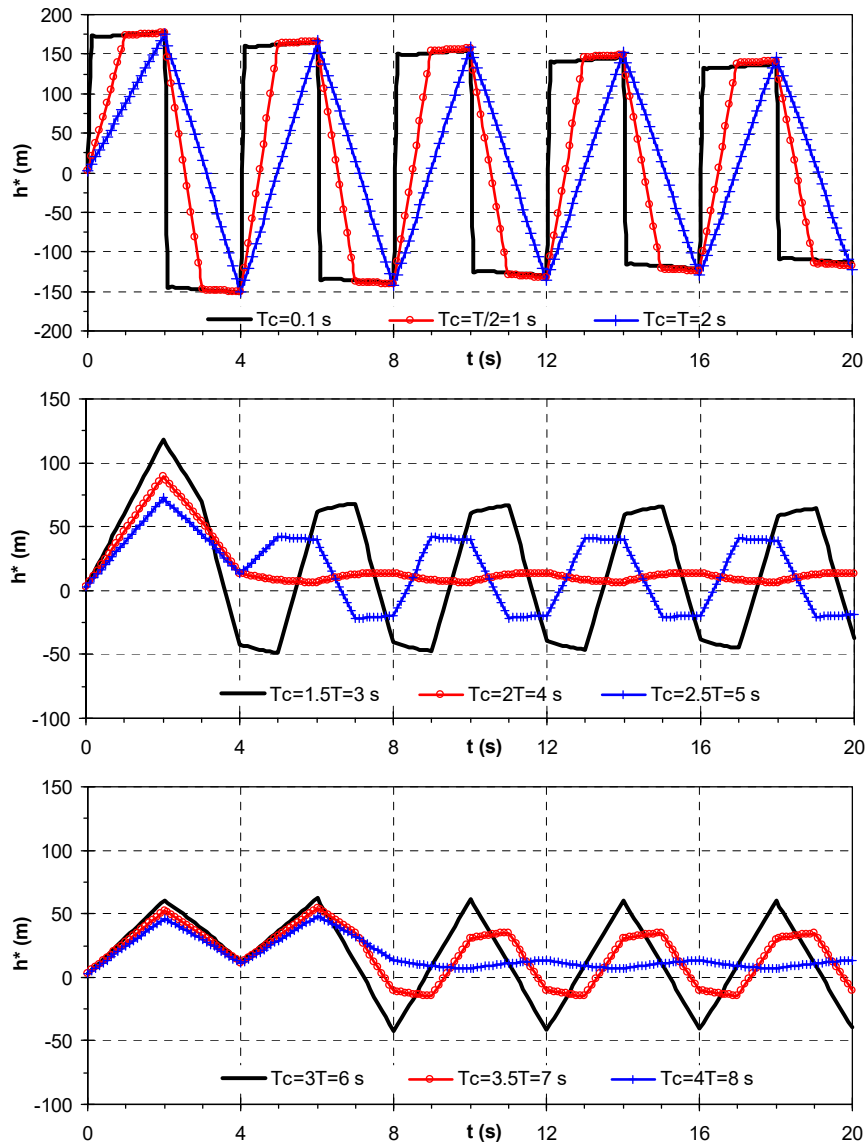 200
150
100
50
0
-50
-100
-150
-200
h* (m)
Tc=0.1 s Tc=T/2=1 s Tc=T=2 s
0 4 8 12 16 20
t (s)
150
100
50
0
-50
-100
h* (m)
Tc=1.5T=3 s Tc=2T=4 s Tc=2.5T=5 s
0 4 8 12 16 20
t (s)
150
100
50
0
-50
-100
h* (m)
Tc=3T=6 s Tc=3.5T=7 s Tc=4T=8 s
0 4 8 12 16 20
t (s)